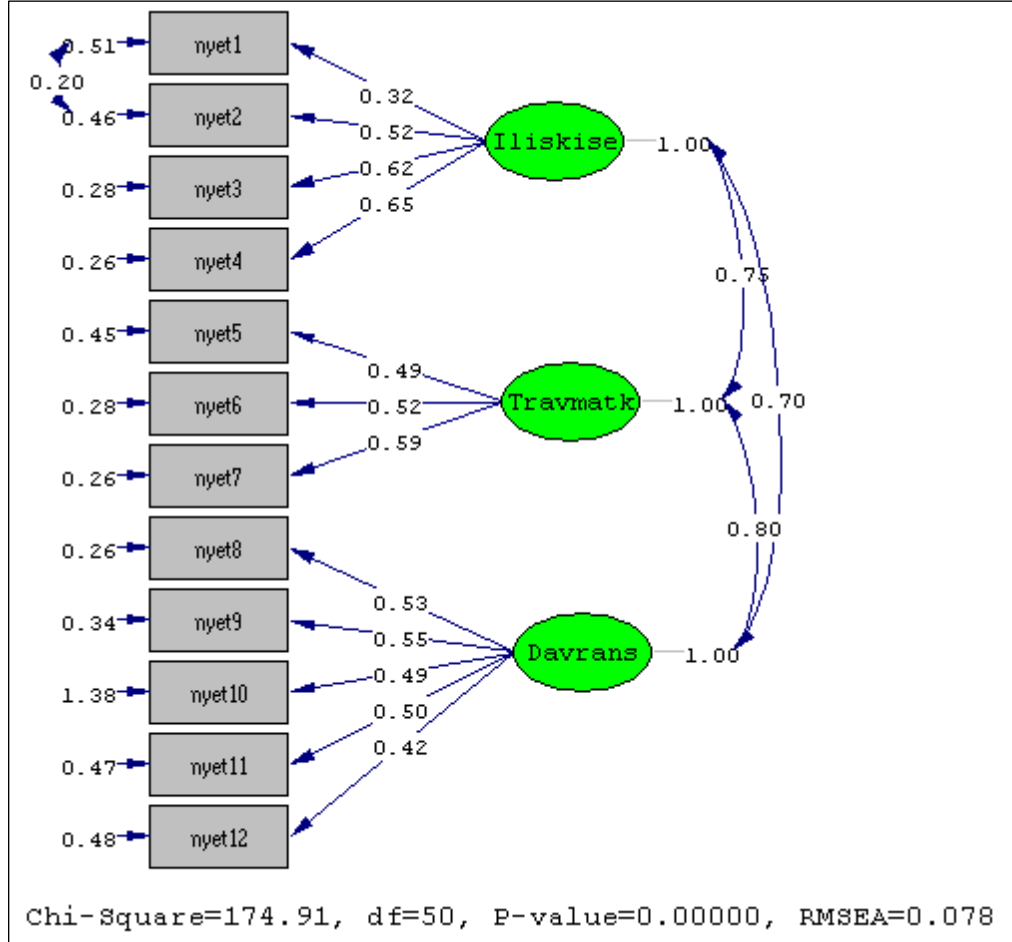 0.51 nyet1
0.20
0.32
0.46 nyet2
0.52
Iliskise 1.00
0.62
0.28 nyet3
0.65
0.26 nyet4
0.75
0.45 nyet5
0.49
0.28 nyet6
0.52
Travmatk 1.00
0.70
0.59
0.26 nyet7
0.80
0.26 nyet8
0.53
0.34 nyet9
0.55
Davrans 1.00
0.49
1.38 nyet10
0.50
0.42
0.47 nyet11
0.48 nyet12
Chi-Square=174.91, df=50, P-value=0.00000, RMSEA=0.078